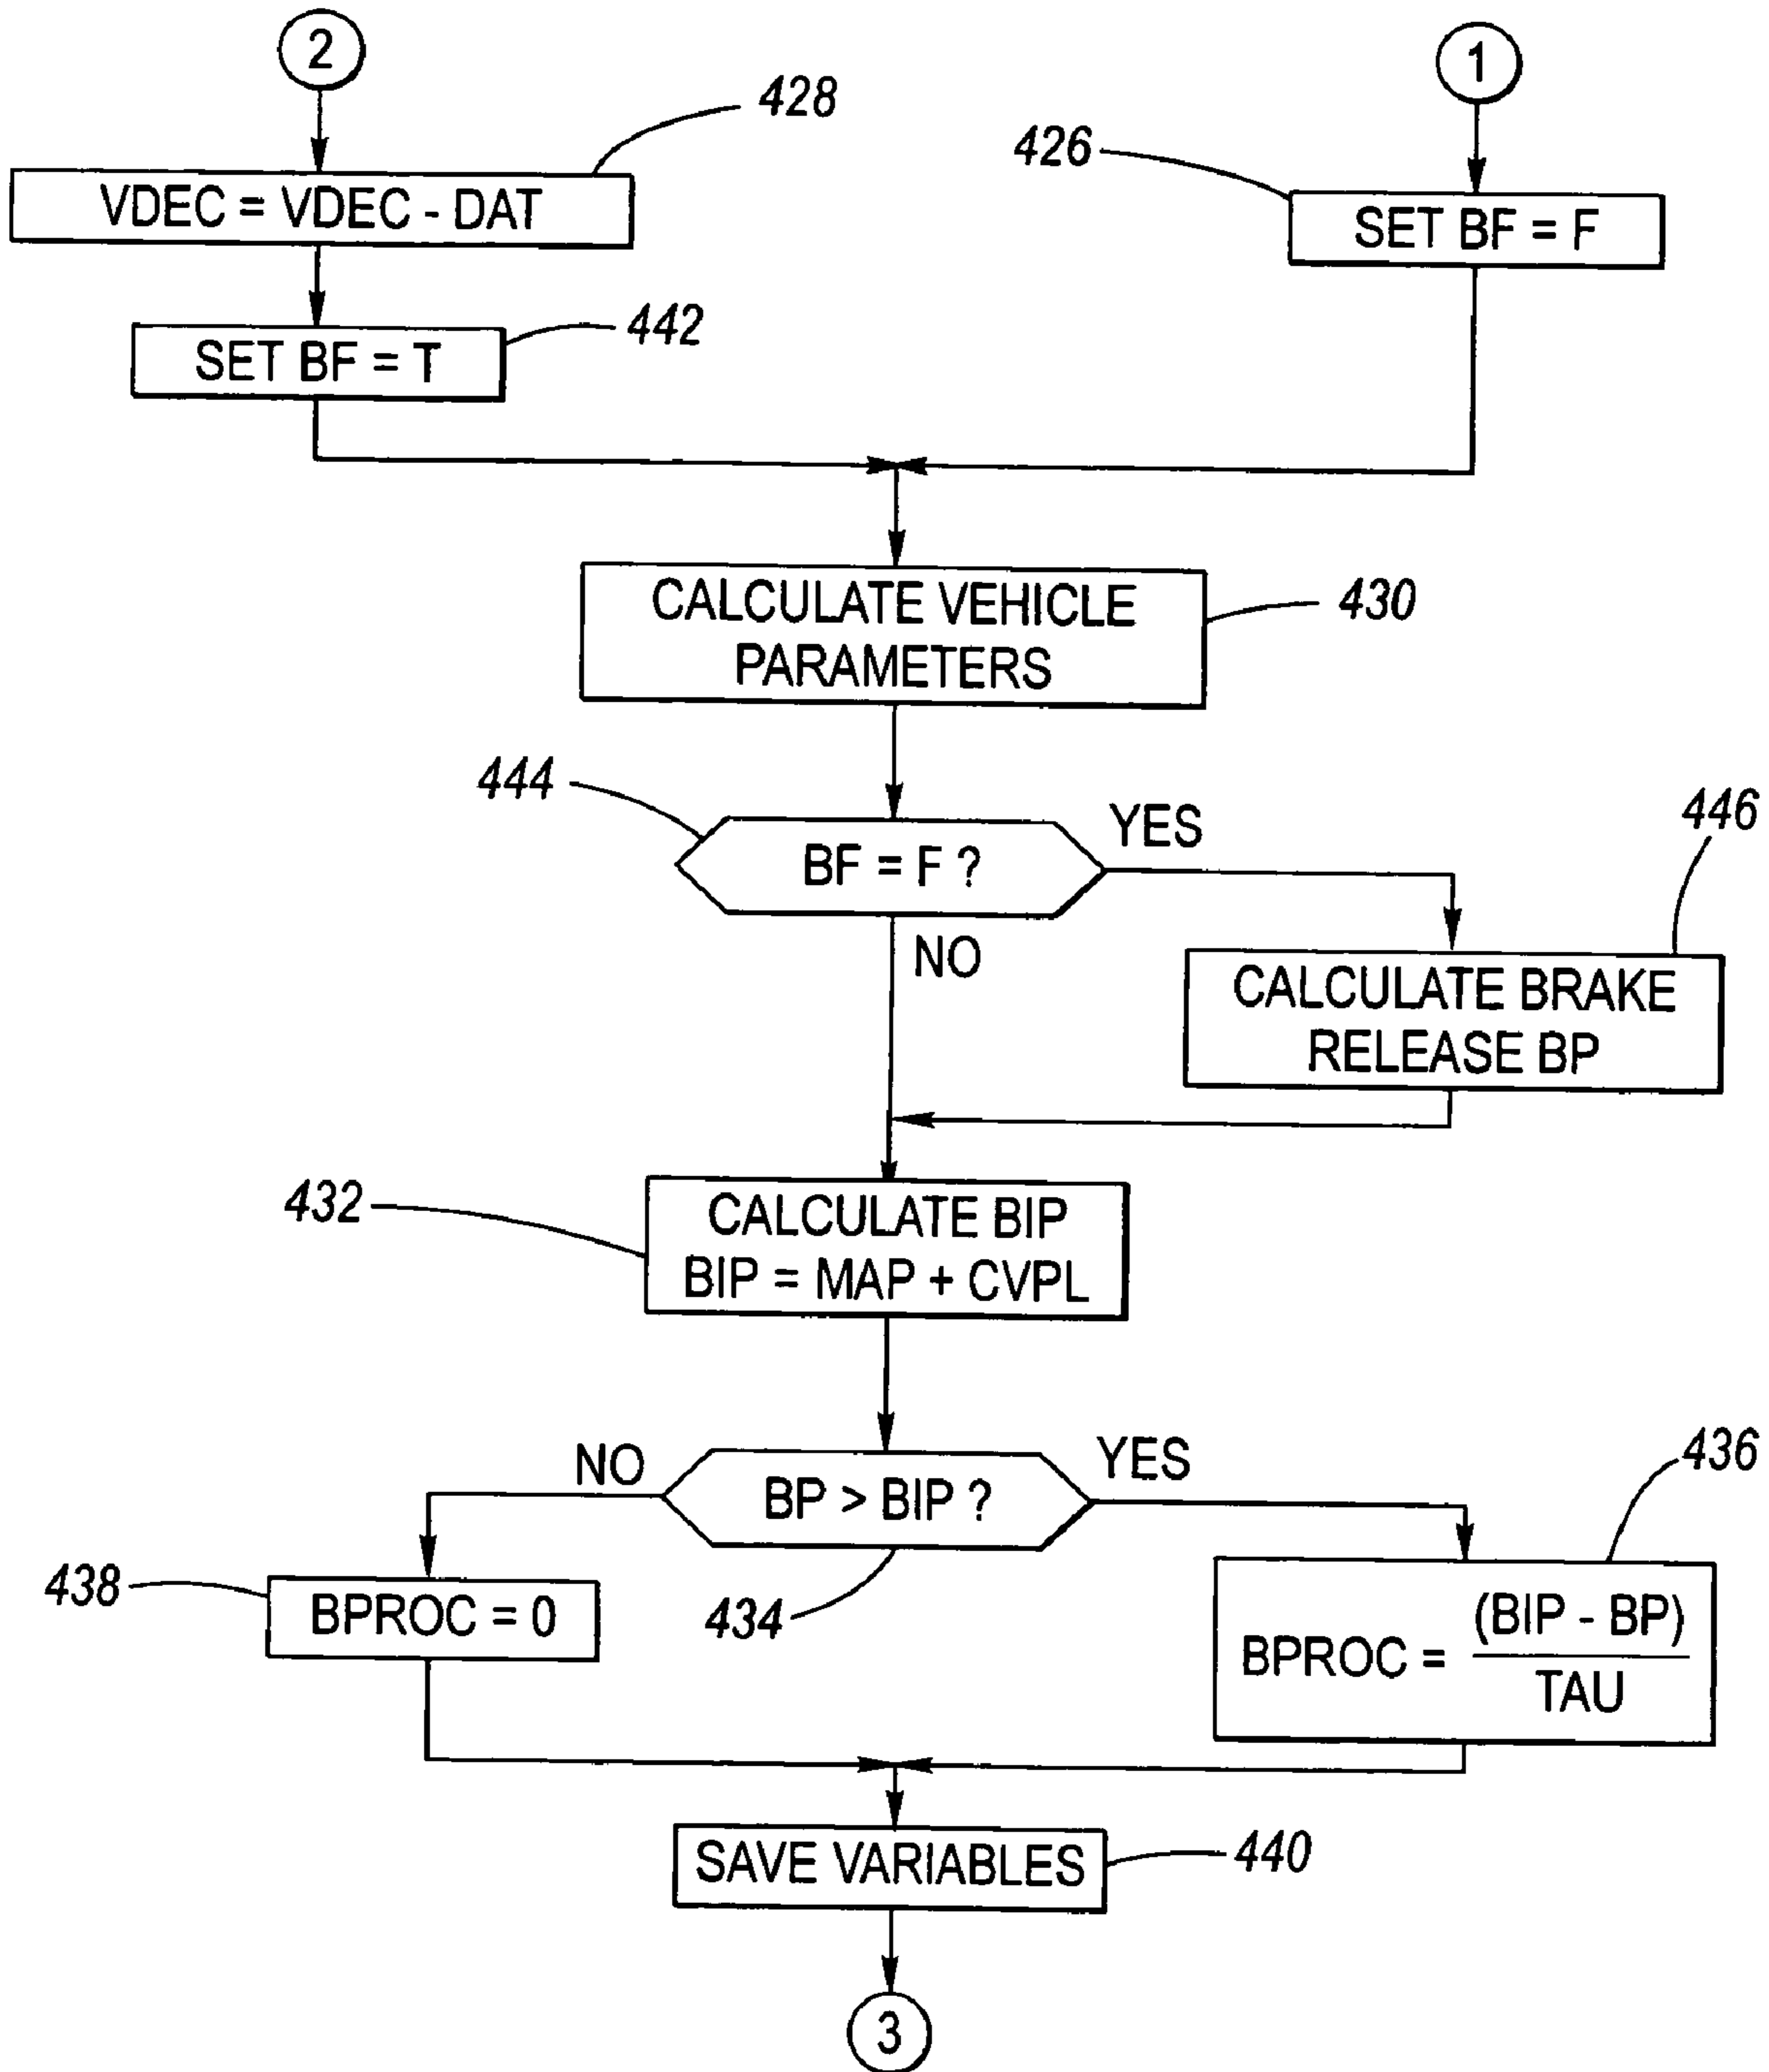 2
1
428
426
VDEC = VDEC - DAT
SET BF = F
442
SET BF = T
CALCULATE VEHICLE
PARAMETERS
430
444
YES
446
BF = F ?
NO
CALCULATE BRAKE
RELEASE BP
432
CALCULATE BIP
BIP = MAP + CVPL
NO
YES
436
BP > BIP ?
438
BPROC = 0
434
BPROC = (BIP - BP)
TAU
SAVE VARIABLES
440
3